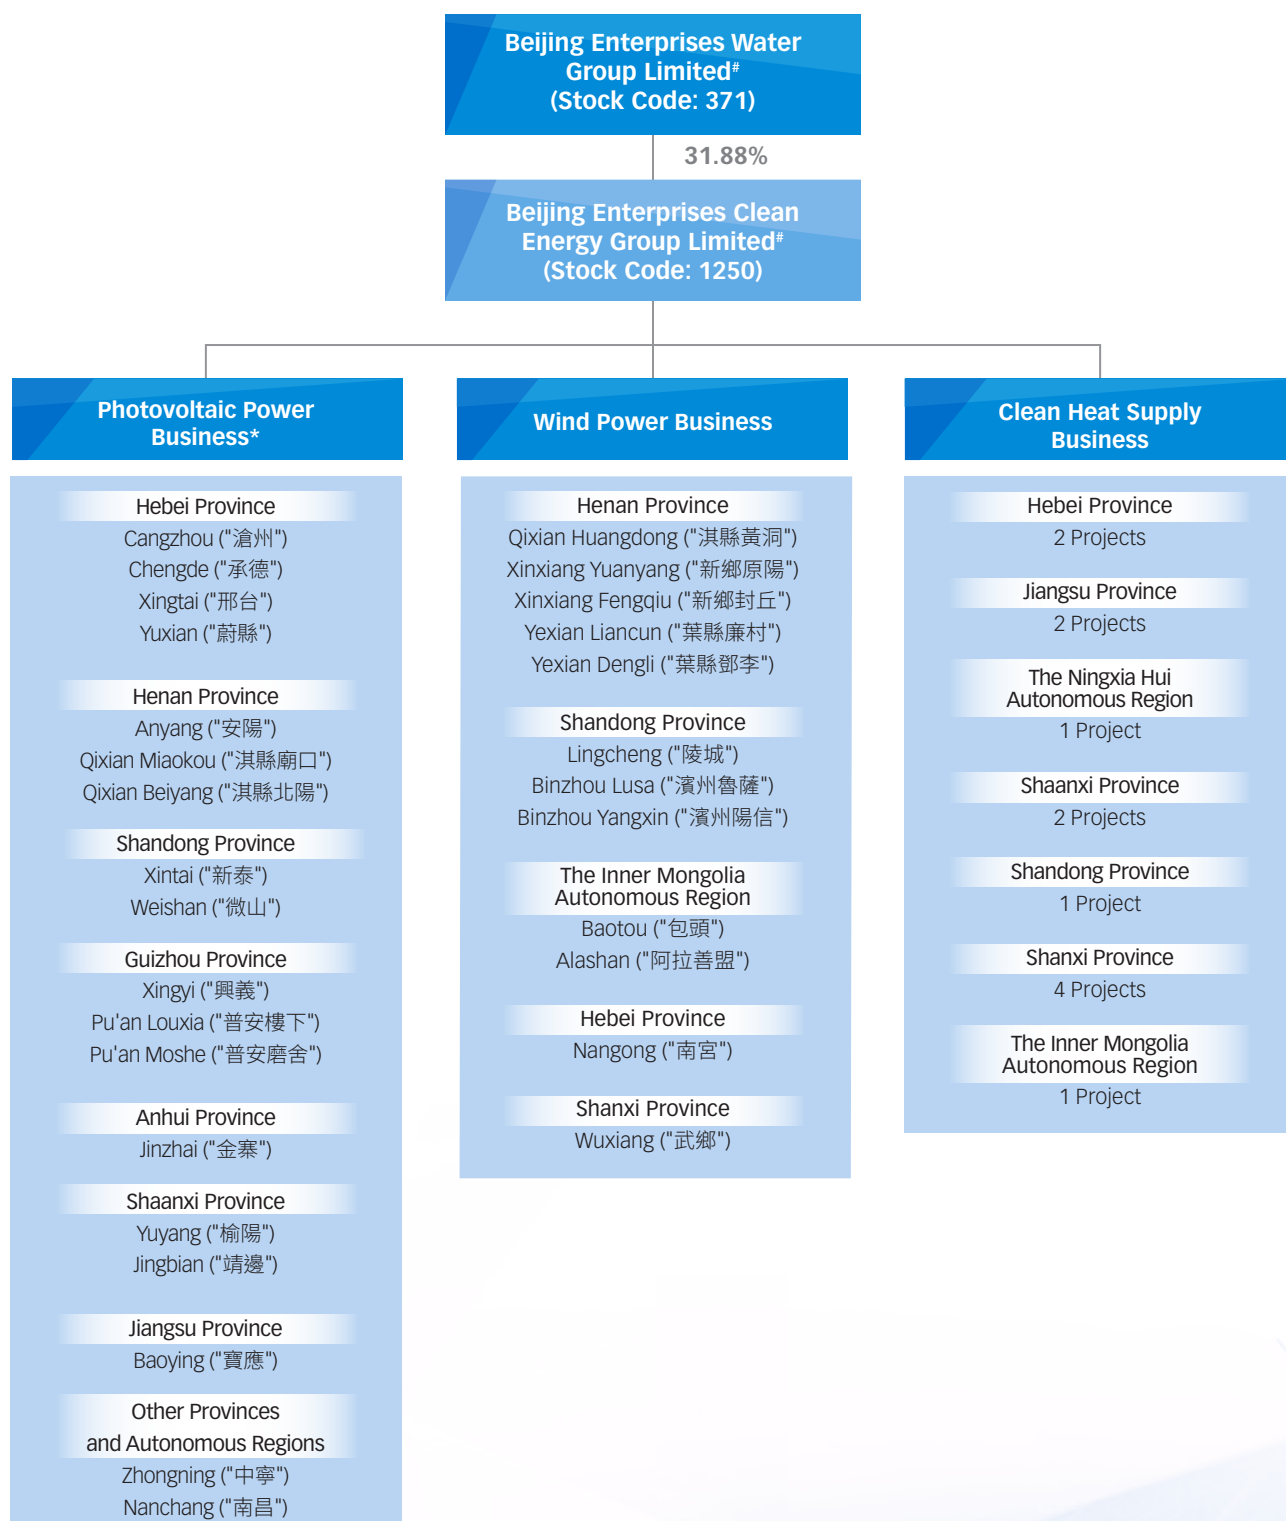 Beijing Enterprises Water
Group Limited#
(Stock Code: 371)
31.88%
Beijing Enterprises Clean
Energy Group Limited#
(Stock Code: 1250)
Photovoltaic Power
Business*
Hebei Province
Cangzhou ("滄州")
Chengde ("承德")
Xingtai ("邢台")
Yuxian ("蔚縣")
Henan Province
Anyang ("安陽")
Qixian Miaokou ("淇縣廟口")
Qixian Beiyang ("淇縣北陽")
Shandong Province
Xintai ("新泰")
Weishan ("微山")
Guizhou Province
Xingyi ("興義")
Pu'an Louxia ("普安樓下")
Pu'an Moshe ("普安磨舍")
Anhui Province
Jinzhai ("金寨")
Shaanxi Province
Yuyang ("榆陽")
Jingbian ("靖邊")
Jiangsu Province
Baoying ("寶應")
Other Provinces
and Autonomous Regions
Zhongning ("中寧")
Nanchang ("南昌")
Wind Power Business
Henan Province
Qixian Huangdong ("淇縣黃洞")
Xinxiang Yuanyang ("新鄉原陽")
Xinxiang Fengqiu ("新鄉封丘")
Yexian Liancun ("葉縣廉村")
Yexian Dengli ("葉縣鄧李")
Shandong Province
Lingcheng ("陵城")
Binzhou Lusa ("濱州魯薩")
Binzhou Yangxin ("濱州陽信")
The Inner Mongolia
Autonomous Region
Baotou ("包頭")
Alashan ("阿拉善盟")
Hebei Province
Nangong ("南宮")
Shanxi Province
Wuxiang ("武鄉")
Clean Heat Supply
Business
Hebei Province
2 Projects
Jiangsu Province
2 Projects
The Ningxia Hui
Autonomous Region
1 Project
Shaanxi Province
2 Projects
Shandong Province
1 Project
Shanxi Province
4 Projects
The Inner Mongolia
Autonomous Region
1 Project